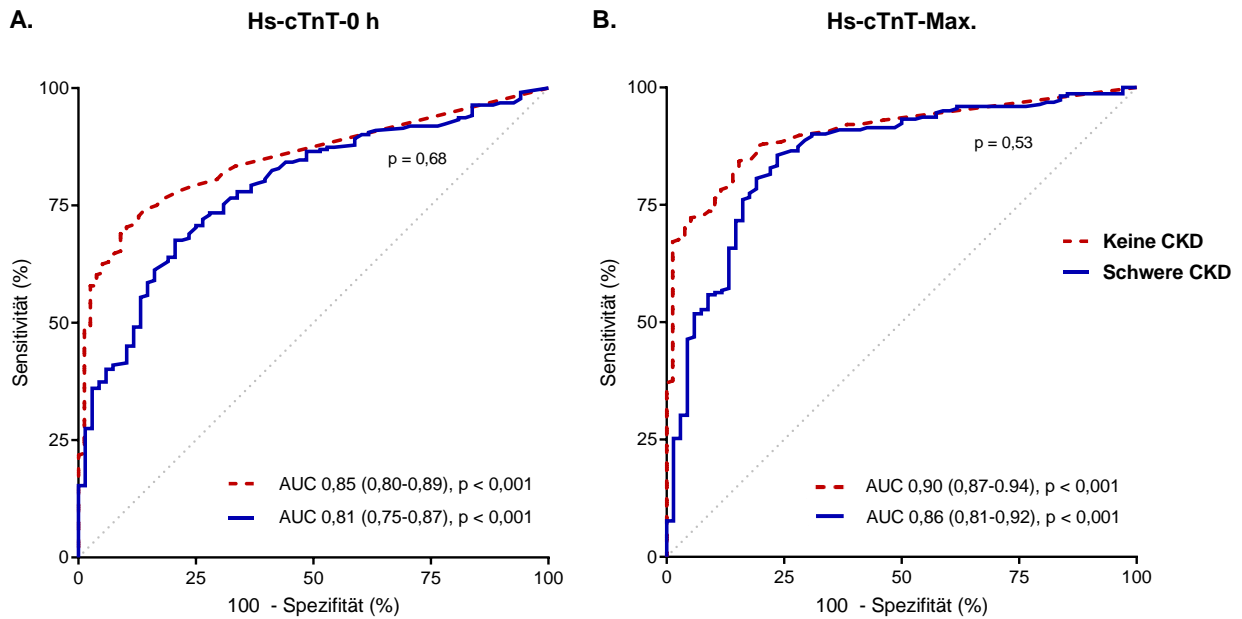 A.
Hs-cTnT-0 h
100
75
50
25
0
Sensitivität (%)
p = 0,68
AUC 0,85 (0,80-0,89), p < 0,001
AUC 0,81 (0,75-0,87), p < 0,001
0
25
50
75
100
100 - Spezifität (%)
B.
Hs-cTnT-Max.
100
75
50
25
0
Sensitivität (%)
p = 0,53
AUC 0,90 (0,87-0.94), p < 0,001
AUC 0,86 (0,81-0,92), p < 0,001
0
25
50
75
100
100 - Spezifität (%)
Keine CKD
Schwere CKD